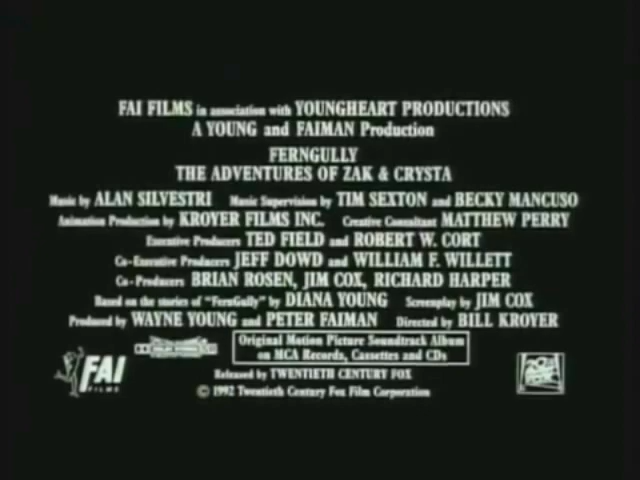 FAI FILMS in association with YOUNGHEART PRODUCTIONS
A YOUNG and FAIMAN Production
FERNGULLY
THE ADVENTURES OF ZAK & CRYSTA
Music by ALAN SILVESTRI Music Supervision by TIM SEXTON and BECKY MANCUSO
Animation Production by KROYER FILMS INC. Creative Consultant MATTHEW PERRY
Executive Producers TED FIELD and ROBERT W. CORT
Co-Executive Producers JEFF DOWD and WILLIAM F. WILLETT
Co-Producers BRIAN ROSEN, JIM COX, RICHARD HARPER
Based on the stories of "FernGully" by DIANA YOUNG Screenplay by JIM COX
Produced by WAYNE YOUNG and PETER FAIMAN Directed by BILL KROYER
Original Motion Picture Soundtrack Album
on MCA Records, Cassettes and CDs
Released by TWENTIETH CENTURY FOX
© 1992 Twentieth Century Fox Film Corporation
FAI
FILMS